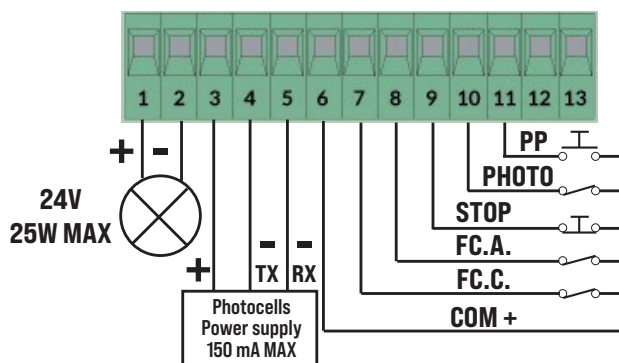 1 2 3 4 5 6 7 8 9 10 11 12 13
+ -
PP
PHOTO
24V
25W MAX
STOP
FC.A.
FC.C.
COM +
+ - -
TX RX
Photocells
Power supply
150 mA MAX